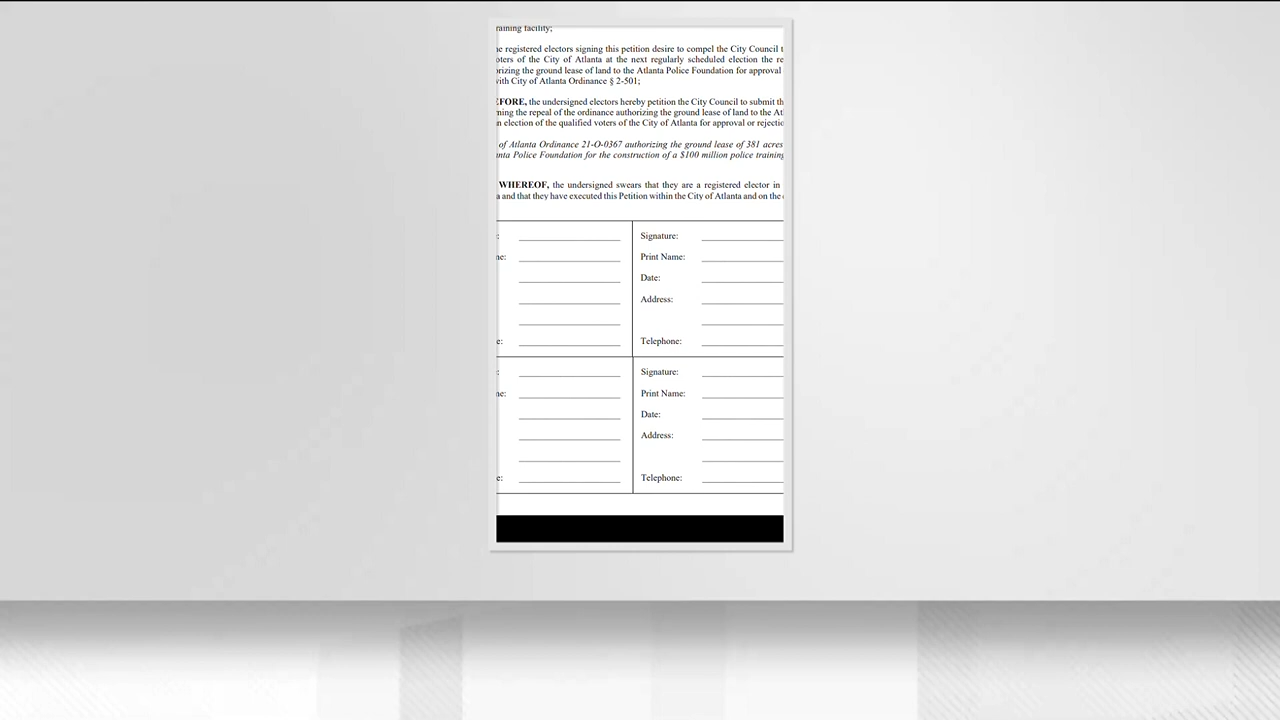 raining facility;
e registered electors signing this petition desire to compel the City Council t
oters of the City of Atlanta at the next regularly scheduled election the re
orizing the ground lease of land to the Atlanta Police Foundation for approval
ith City of Atlanta Ordinance § 2-501;
EFORE, the undersigned electors hereby petition the City Council to submit th
ning the repeal of the ordinance authorizing the ground lease of land to the At
n election of the qualified voters of the City of Atlanta for approval or rejectio
of Atlanta Ordinance 21-O-0367 authorizing the ground lease of 381 acres
nta Police Foundation for the construction of a $100 million police training
WHEREOF, the undersigned swears that they are a registered elector in
a and that they have executed this Petition within the City of Atlanta and on the
: Signature:
ne: Print Name:
Date:
Address:
e: Telephone:
: Signature:
ne: Print Name:
Date:
Address:
e: Telephone: